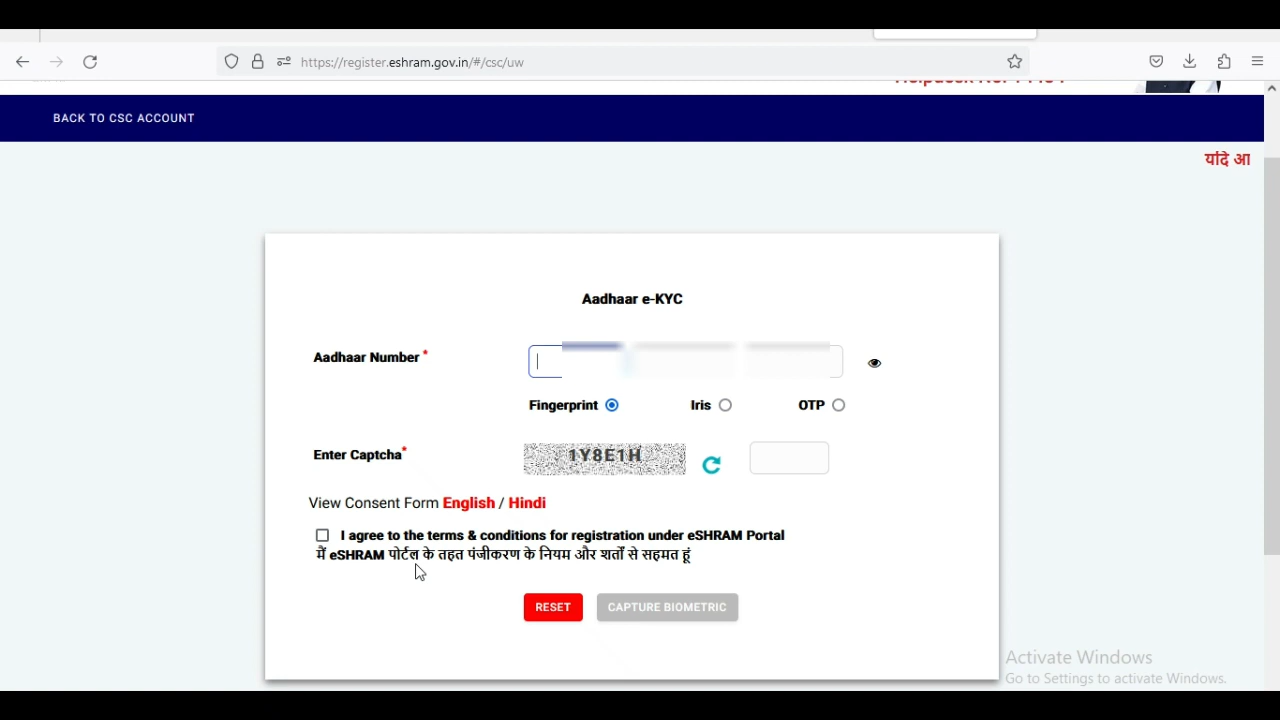 https://register.eshram.gov.in/#/csc/uw
BACK TO CSC ACCOUNT
यदि आ
Aadhaar e-KYC
Aadhaar Number *
Fingerprint Iris OTP
Enter Captcha* 1Y8E1H
View Consent Form English / Hindi
I agree to the terms & conditions for registration under eSHRAM Portal
मैं eSHRAM पोर्टल के तहत पंजीकरण के नियम और शर्तों से सहमत हूं
RESET CAPTURE BIOMETRIC
Activate Windows
Go to Settings to activate Windows.